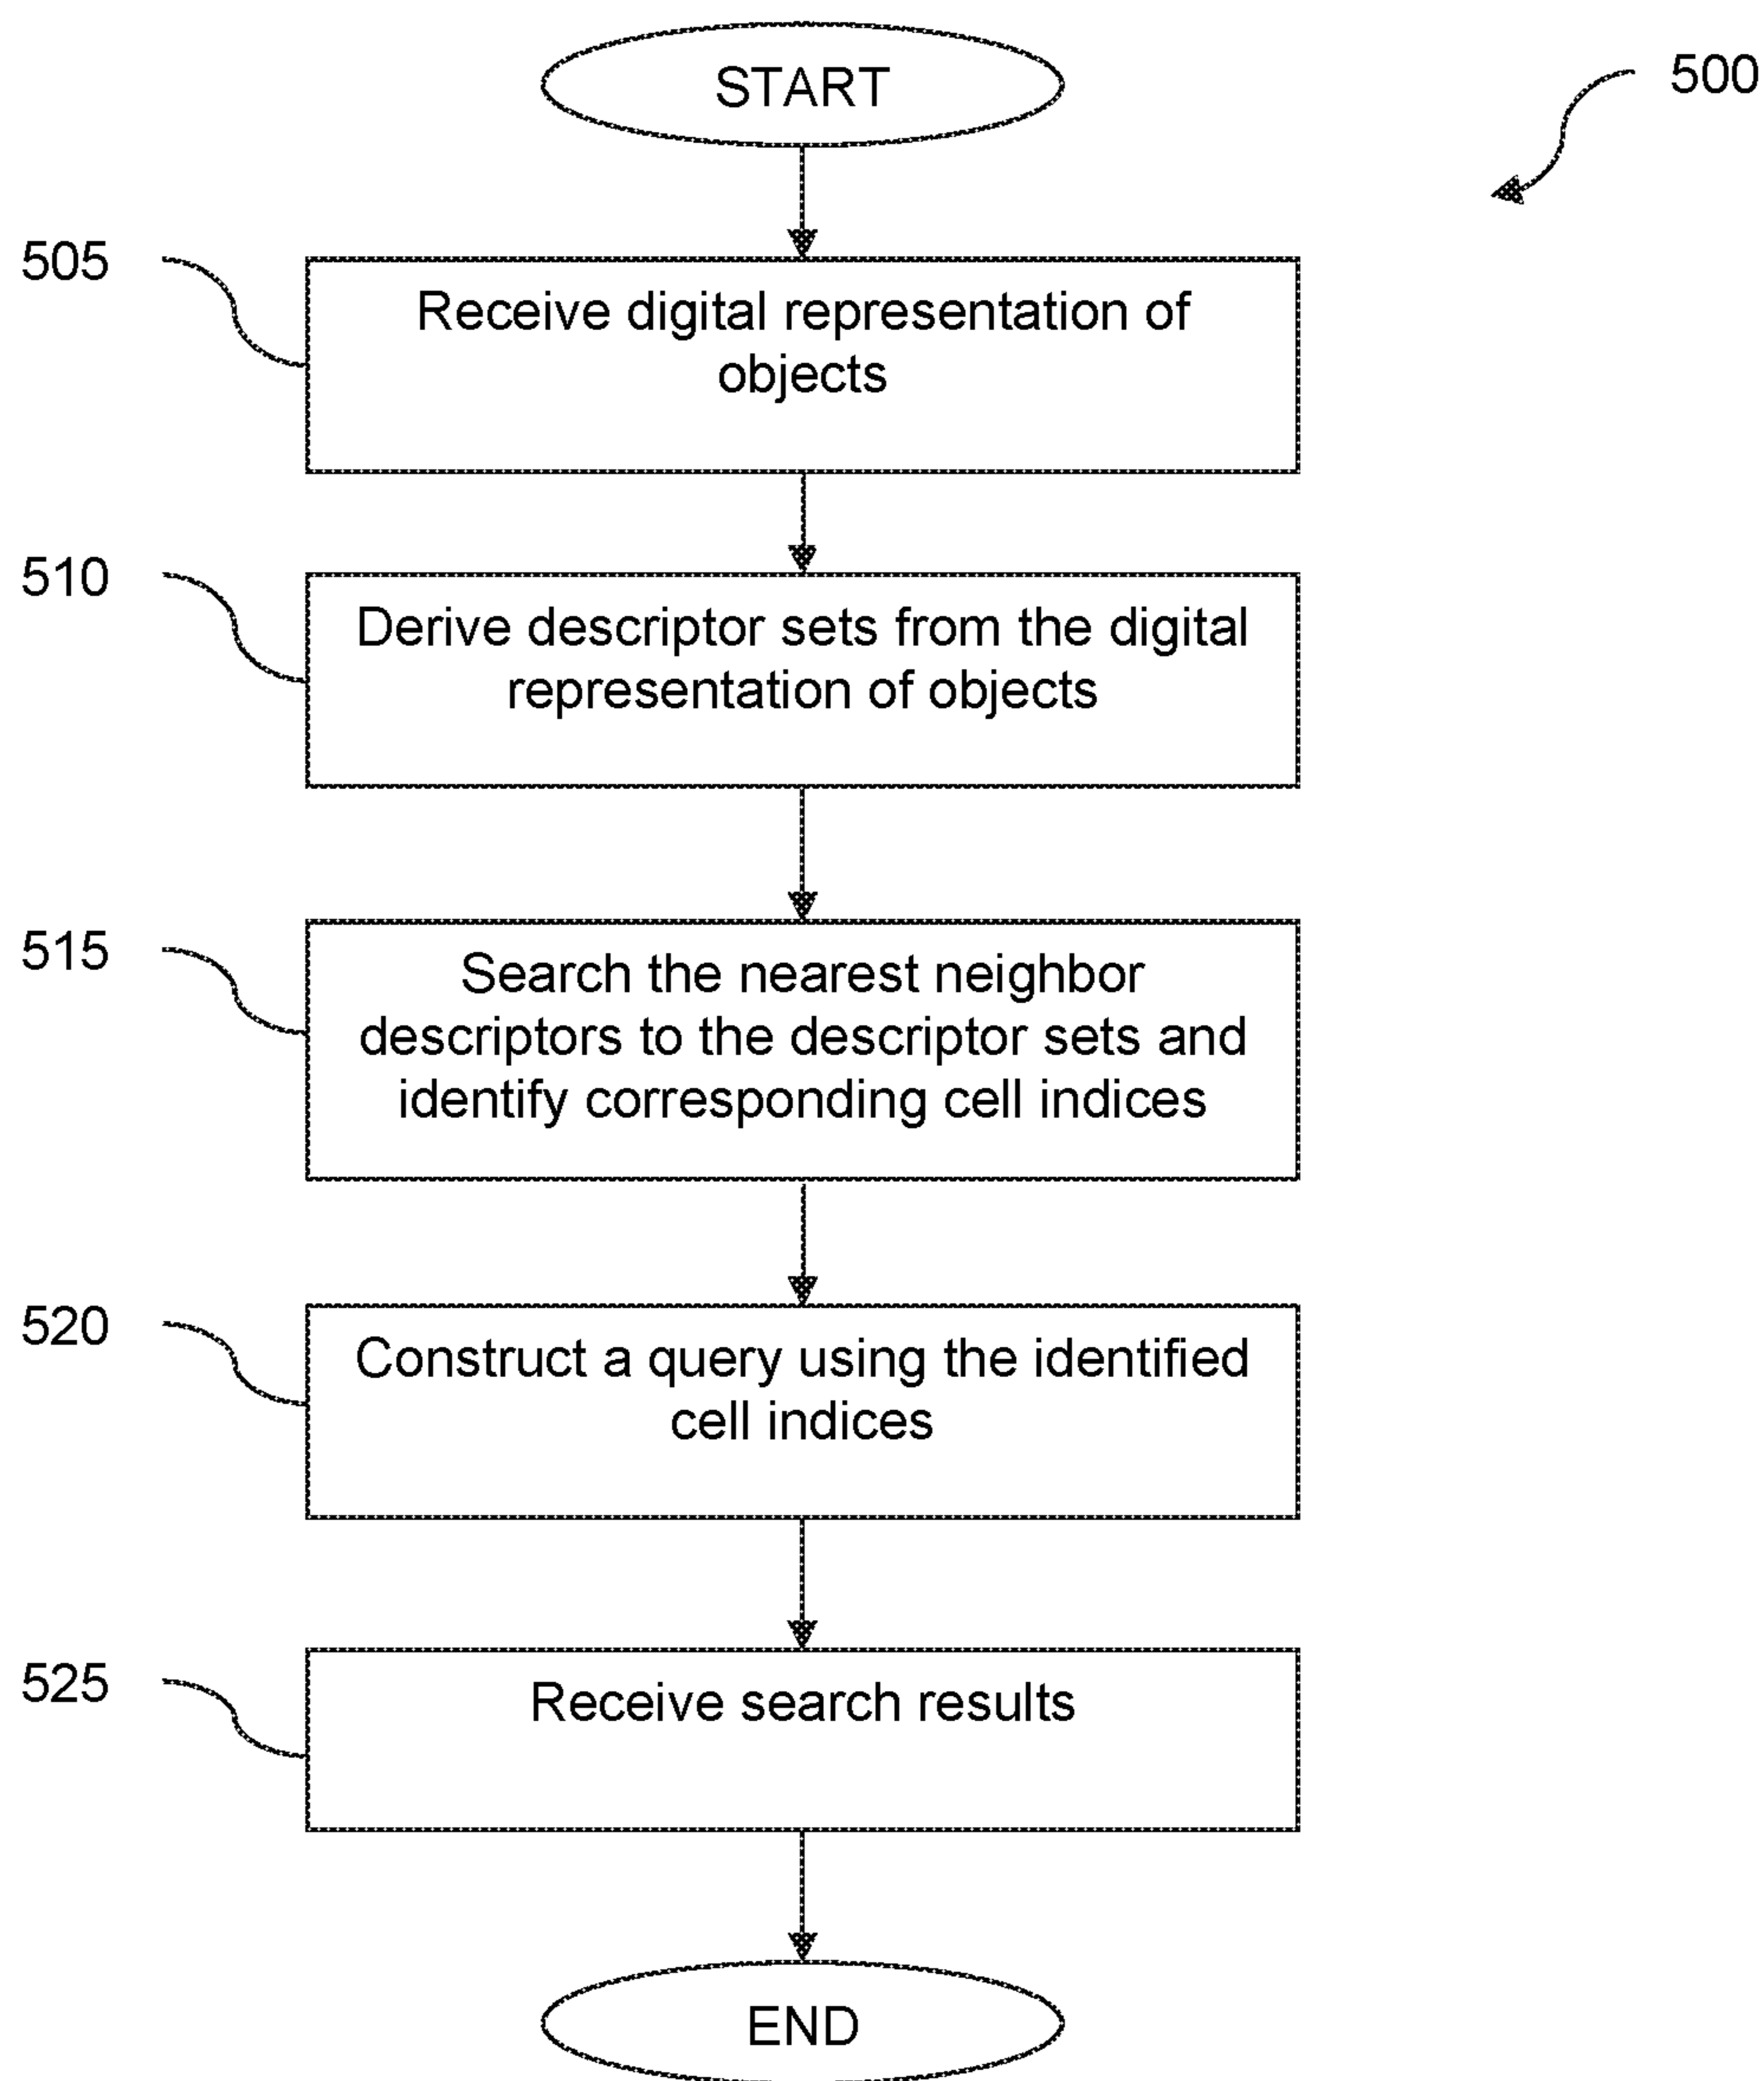 START
500
505
Receive digital representation of
objects
510
Derive descriptor sets from the digital
representation of objects
515
Search the nearest neighbor
descriptors to the descriptor sets and
identify corresponding cell indices
520
Construct a query using the identified
cell indices
525
Receive search results
END